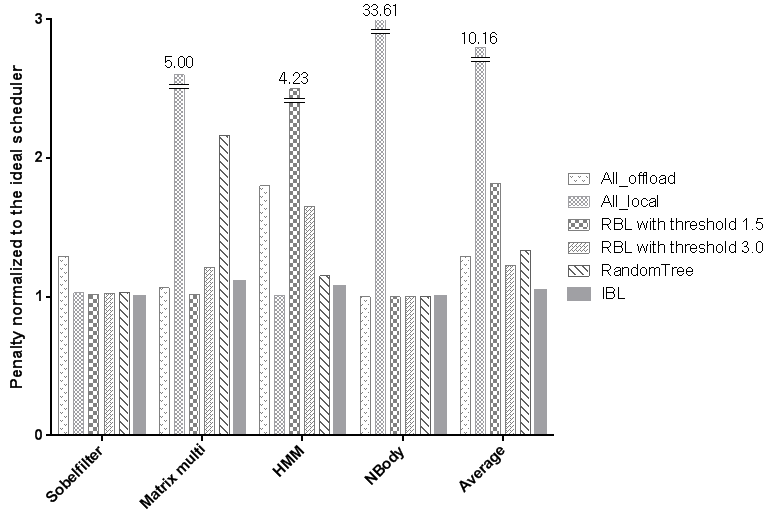 33.61
3
10.16
5.00
4.23
Penalty normalized to the ideal scheduler
2
1
0
All_offload
All_local
RBL with threshold 1.5
RBL with threshold 3.0
RandomTree
IBL
Sobelfilter
Matrix multi
HMM
NBody
Average